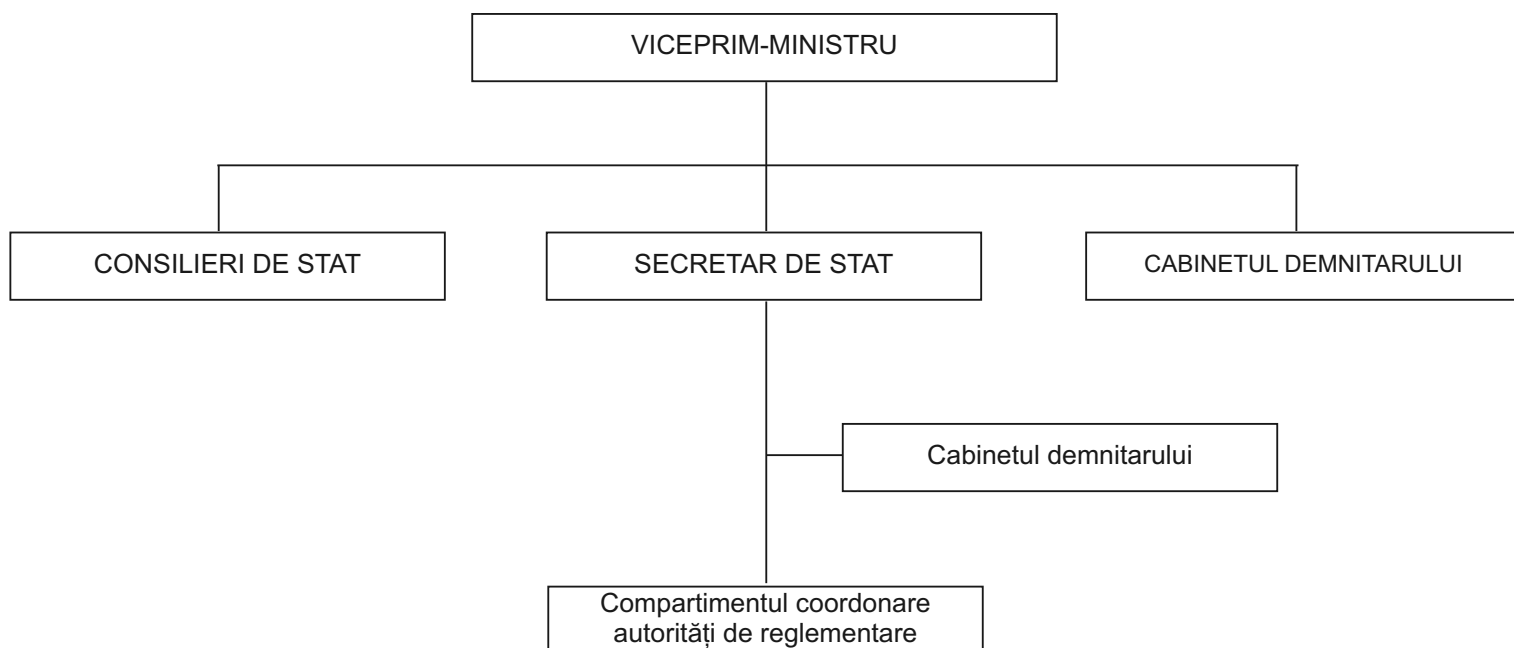 VICEPRIM-MINISTRU
CONSILIERI DE STAT
SECRETAR DE STAT
CABINETUL DEMNITARULUI
Cabinetul demnitarului
Compartimentul coordonare
autorități de reglementare